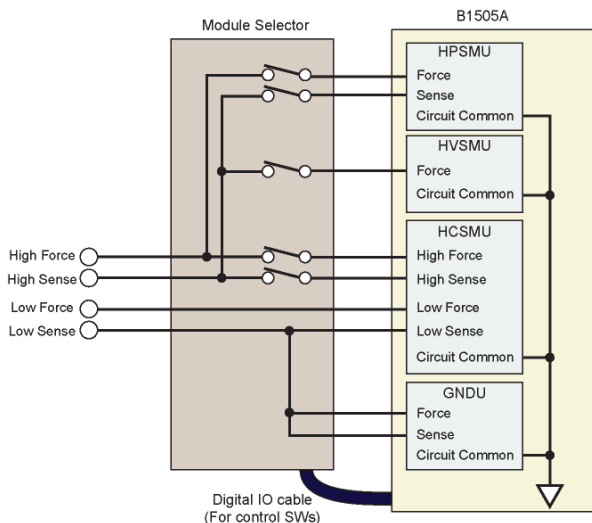 Module Selector
B1505A
HPSMU
Force
Sense
Circuit Common
HVSMU
Force
Circuit Common
HCSMU
High Force
High Sense
Low Force
Low Sense
Circuit Common
GNDU
Force
Sense
Circuit Common
High Force
High Sense
Low Force
Low Sense
Digital IO cable
(For control SWs)